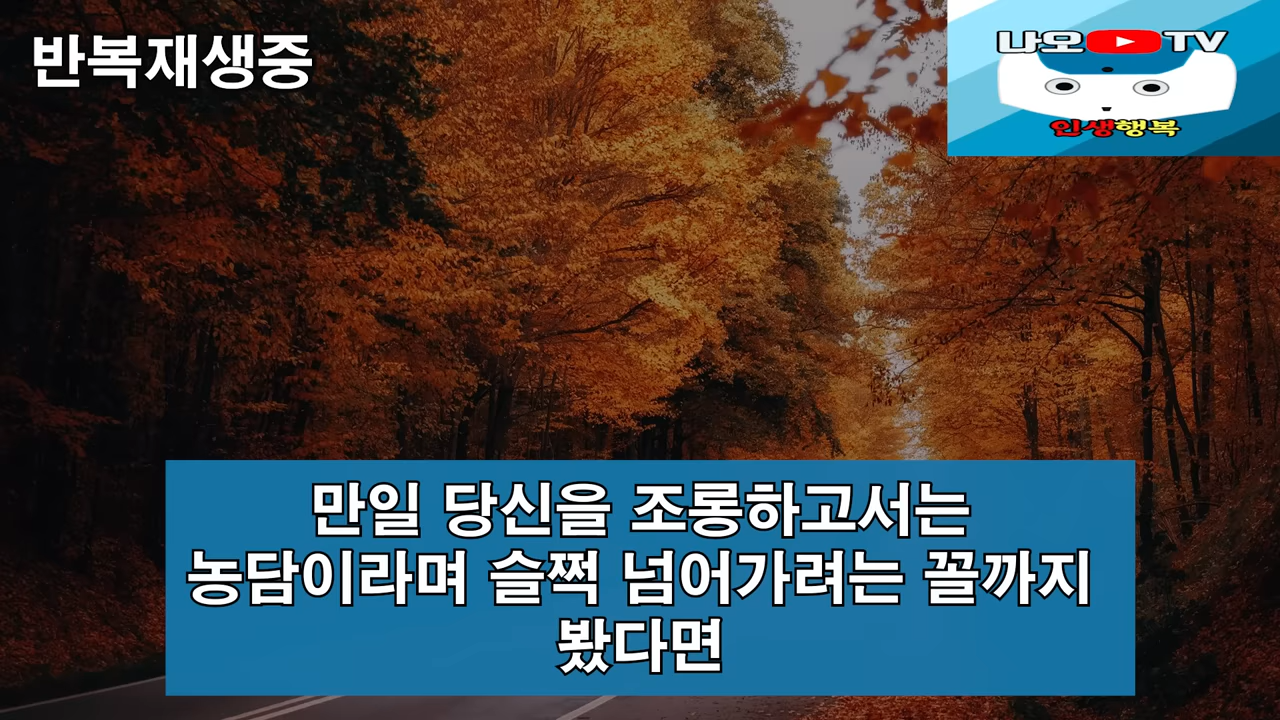 반복재생중
나오 TV
인생행복
만일 당신을 조롱하고서는
농담이라며 슬쩍 넘어가려는 꼴까지
봤다면